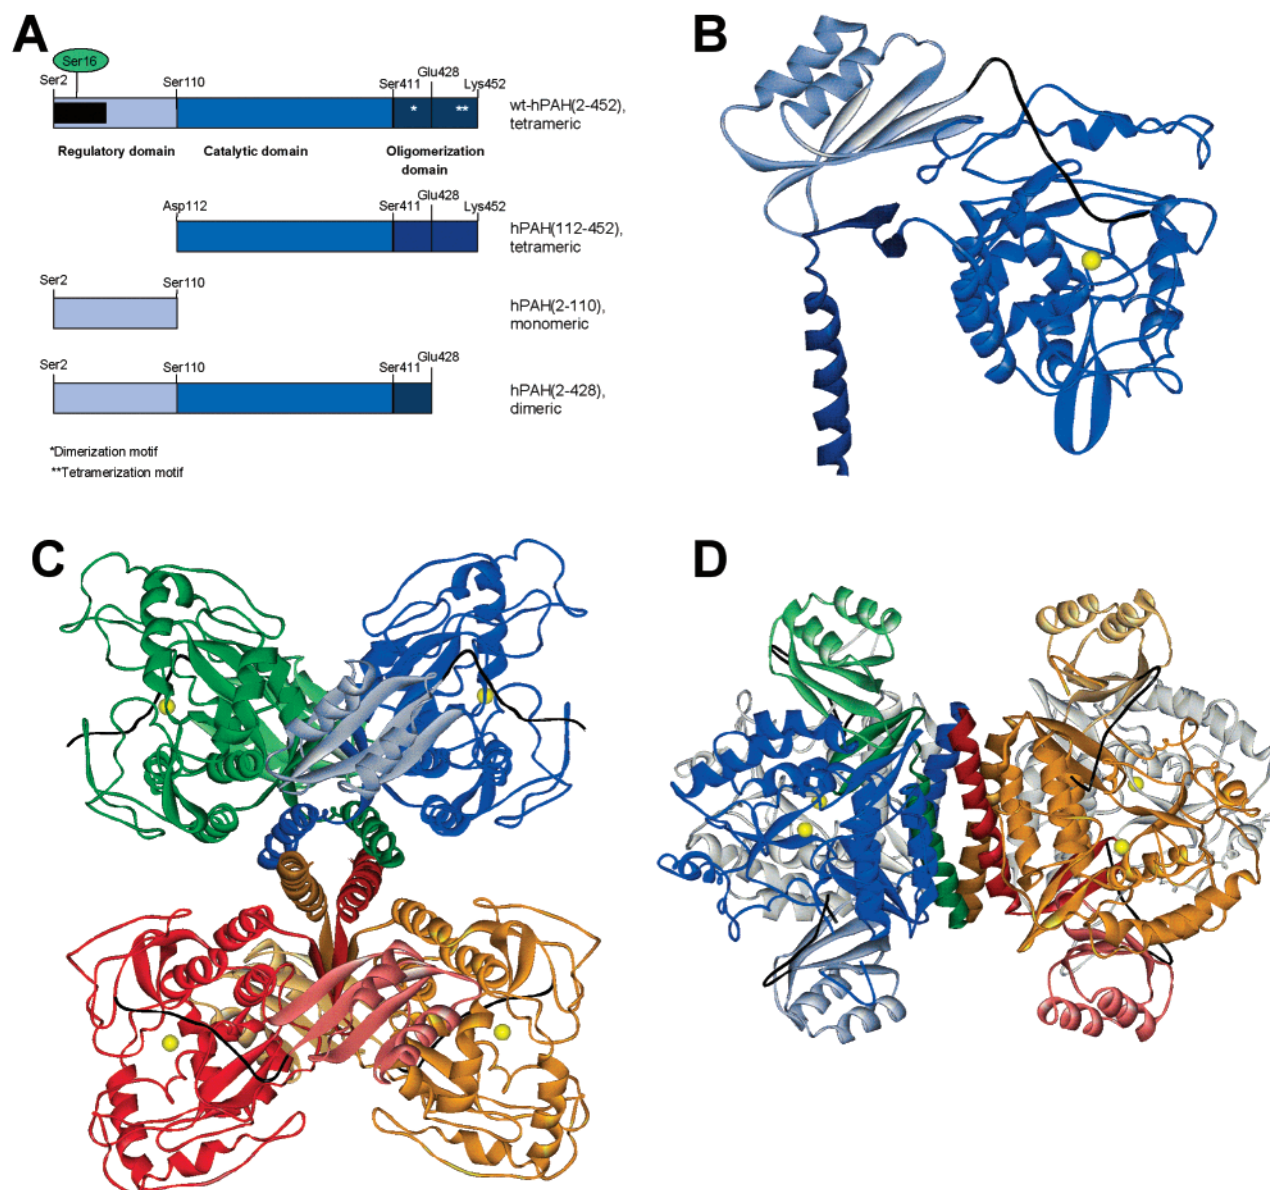 A
B
Ser16
Ser2
Ser110
Ser411
Glu428
Lys452
*
**
wt-hPAH(2-452),
tetrameric
Regulatory domain
Catalytic domain
Oligomerization
domain
Asp112
Ser411
Glu428
Lys452
hPAH(112-452),
tetrameric
Ser2
Ser110
hPAH(2-110),
monomeric
Ser2
Ser110
Ser411
Glu428
hPAH(2-428),
dimeric
*Dimerization motif
**Tetramerization motif
C
D